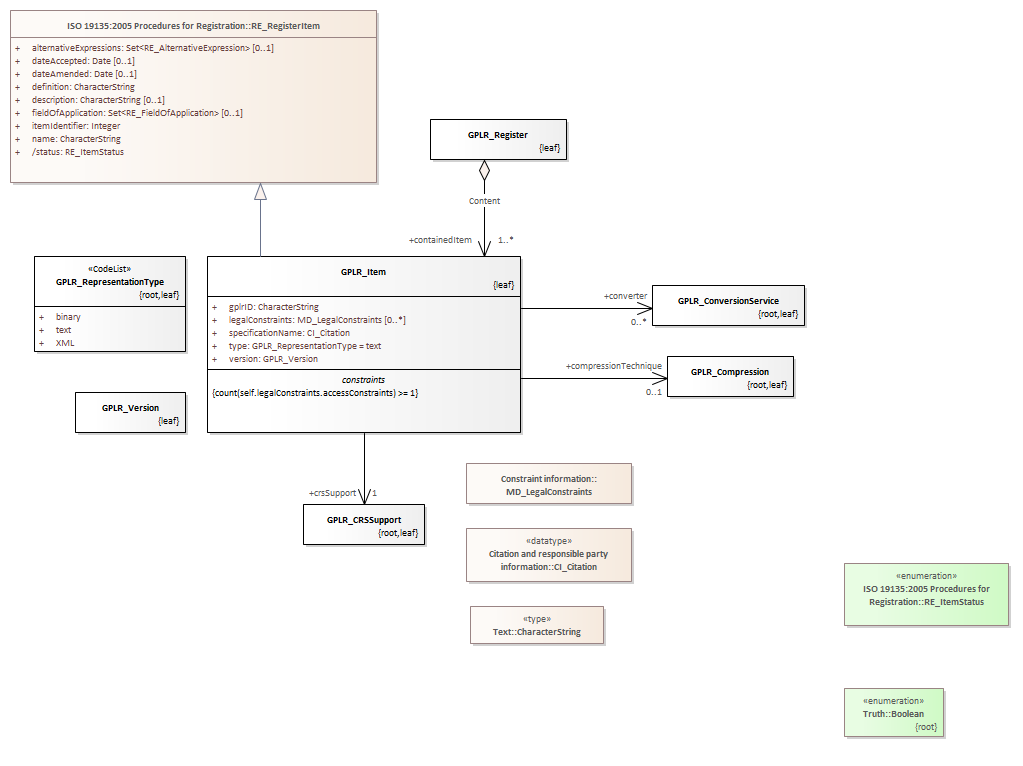 ISO 19135:2005 Procedures for Registration::RE_RegisterItem
+ alternativeExpressions: Set<RE_AlternativeExpression> [0..1]
+ dateAccepted: Date [0..1]
+ dateAmended: Date [0..1]
+ definition: CharacterString
+ description: CharacterString [0..1]
+ fieldOfApplication: Set<RE_FieldOfApplication> [0..1]
+ itemIdentifier: Integer
+ name: CharacterString
+ /status: RE_ItemStatus
GPLR_Register
{leaf}
Content
+containedItem 1..*
«CodeList»
GPLR_RepresentationType
{root,leaf}
+ binary
+ text
+ XML
GPLR_Item
{leaf}
+ gplrID: CharacterString
+ legalConstraints: MD_LegalConstraints [0..*]
+ specificationName: CI_Citation
+ type: GPLR_RepresentationType = text
+ version: GPLR_Version
constraints
{count(self.legalConstraints.accessConstraints) >= 1}
+converter
0..*
GPLR_ConversionService
{root,leaf}
+compressionTechnique
0..1
GPLR_Compression
{root,leaf}
GPLR_Version
{leaf}
+crsSupport 1
GPLR_CRSSupport
{root,leaf}
Constraint information::
MD_LegalConstraints
«datatype»
Citation and responsible party
information::CI_Citation
«type»
Text::CharacterString
«enumeration»
ISO 19135:2005 Procedures for
Registration::RE_ItemStatus
«enumeration»
Truth::Boolean
{root}